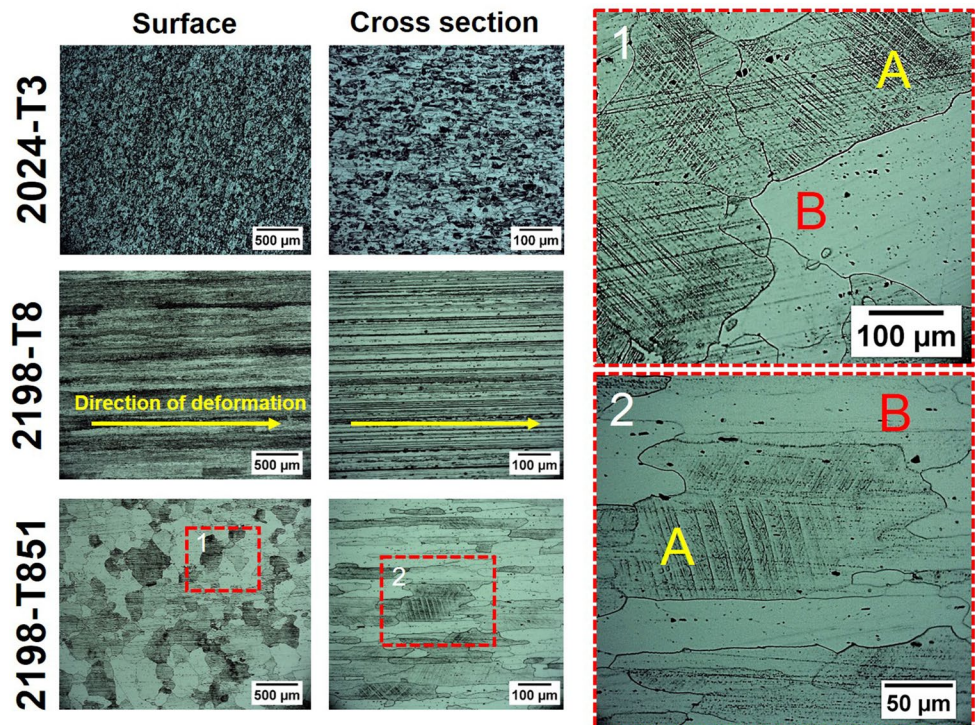 Surface
Cross section
2024-T3
500 µm
100 µm
2198-T8
Direction of deformation
500 µm
100 µm
2198-T851
1
500 µm
2
100 µm
1
A
B
100 µm
2
B
A
50 µm